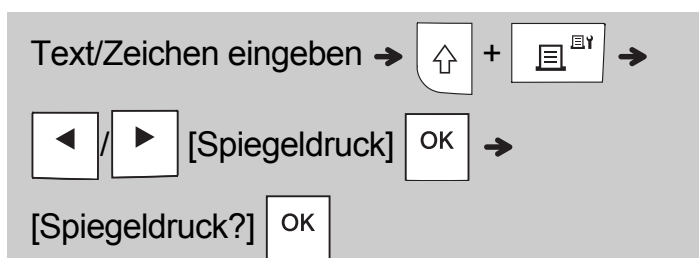 Text/Zeichen eingeben ➔ ⇧ + ➔
◀ / ▶ [Spiegeldruck] OK ➔
[Spiegeldruck?] OK